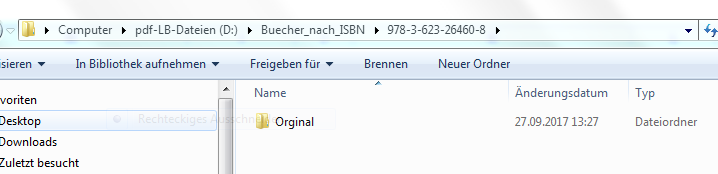 Computer pdf-LB-Dateien (D:) Buecher_nach_ISBN 978-3-623-26460-8
isieren In Bibliothek aufnehmen Freigeben für Brennen Neuer Ordner
Name Änderungsdatum Typ
voriten
Orginal 27.09.2017 13:27 Dateiordner
Desktop
Rechteckiges Ausschn
Downloads
Zuletzt besucht